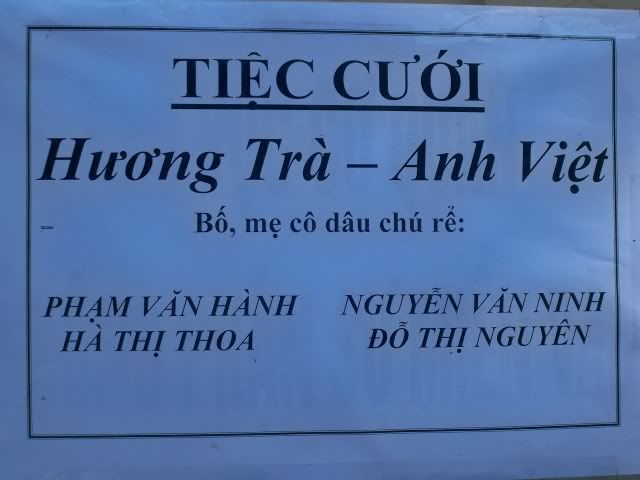 TIỆC CƯỚI
Hương Trà – Anh Việt
Bố, mẹ cô dâu chú rể:
PHẠM VĂN HÀNH NGUYỄN VĂN NINH
HÀ THỊ THOA ĐỖ THỊ NGUYÊN